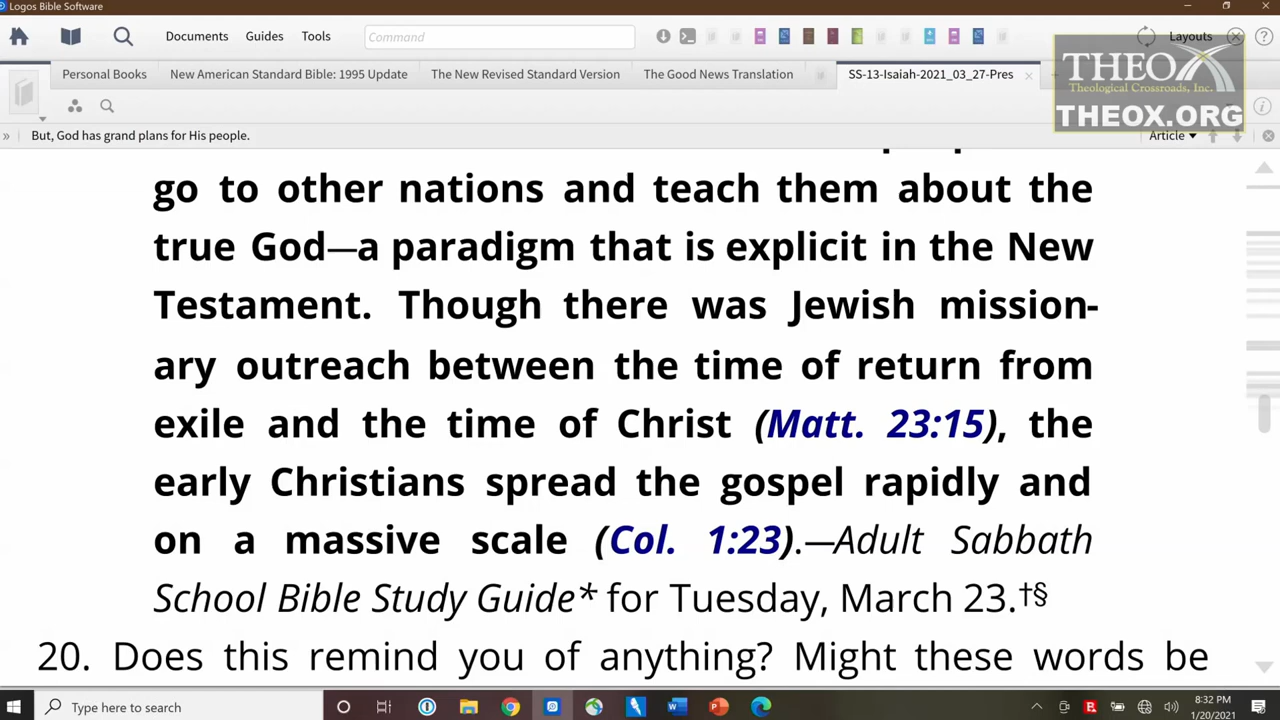 Logos Bible Software
Documents Guides Tools Command Layouts
Personal Books New American Standard Bible: 1995 Update The New Revised Standard Version The Good News Translation SS-13-Isaiah-2021_03_27-Pres
THEOX
Theological Crossroads, Inc.
THEOX.ORG
» But, God has grand plans for His people. Article
go to other nations and teach them about the
true God—a paradigm that is explicit in the New
Testament. Though there was Jewish mission-
ary outreach between the time of return from
exile and the time of Christ (Matt. 23:15), the
early Christians spread the gospel rapidly and
on a massive scale (Col. 1:23).—Adult Sabbath
School Bible Study Guide* for Tuesday, March 23.†§
20. Does this remind you of anything? Might these words be
Type here to search
8:32 PM
1/20/2021